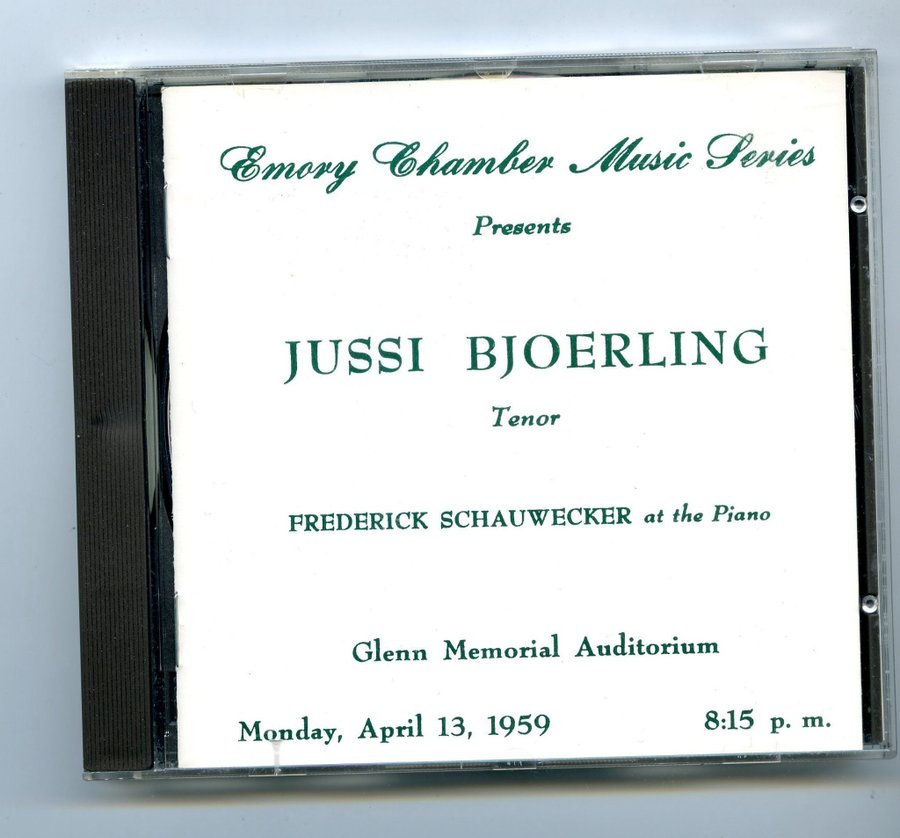 Emory Chamber Music Series
Presents
JUSSI BJOERLING
Tenor
FREDERICK SCHAUWECKER at the Piano
Glenn Memorial Auditorium
Monday, April 13, 1959 8:15 p. m.